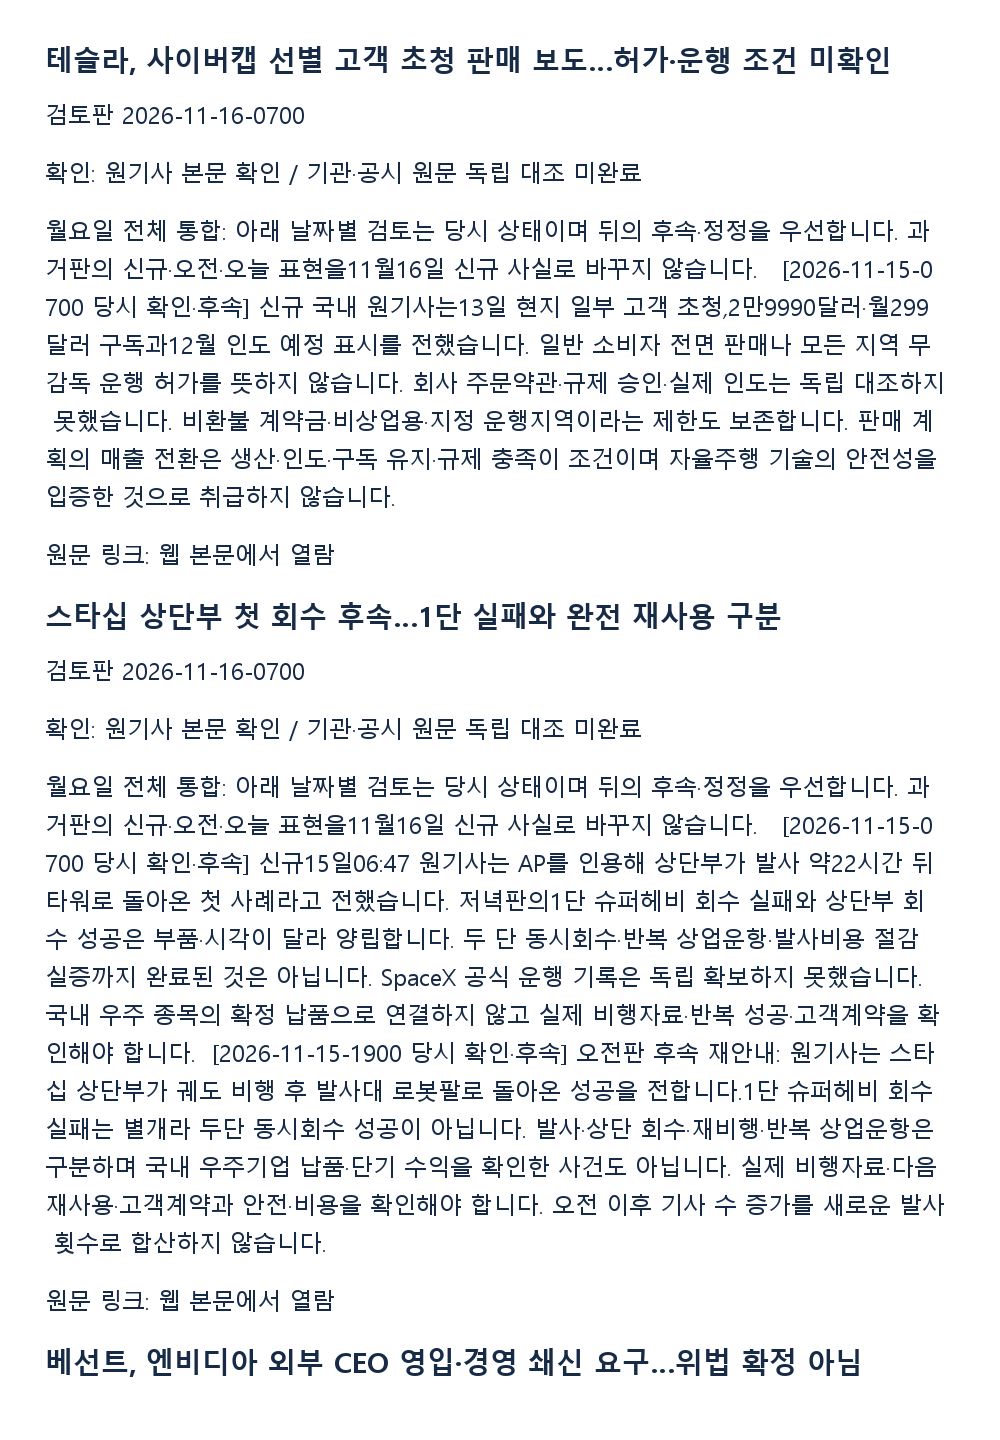 테슬라, 사이버캡 선별 고객 초청 판매 보도…허가·운행 조건 미확인
검토판 2026-11-16-0700
확인: 원기사 본문 확인 / 기관·공시 원문 독립 대조 미완료
월요일 전체 통합: 아래 날짜별 검토는 당시 상태이며 뒤의 후속·정정을 우선합니다. 과
거판의 신규·오전·오늘 표현을11월16일 신규 사실로 바꾸지 않습니다.   [2026-11-15-0
700 당시 확인·후속] 신규 국내 원기사는13일 현지 일부 고객 초청,2만9990달러·월299
달러 구독과12월 인도 예정 표시를 전했습니다. 일반 소비자 전면 판매나 모든 지역 무
감독 운행 허가를 뜻하지 않습니다. 회사 주문약관·규제 승인·실제 인도는 독립 대조하지
못했습니다. 비환불 계약금·비상업용·지정 운행지역이라는 제한도 보존합니다. 판매 계
획의 매출 전환은 생산·인도·구독 유지·규제 충족이 조건이며 자율주행 기술의 안전성을
입증한 것으로 취급하지 않습니다.
원문 링크: 웹 본문에서 열람
스타십 상단부 첫 회수 후속…1단 실패와 완전 재사용 구분
검토판 2026-11-16-0700
확인: 원기사 본문 확인 / 기관·공시 원문 독립 대조 미완료
월요일 전체 통합: 아래 날짜별 검토는 당시 상태이며 뒤의 후속·정정을 우선합니다. 과
거판의 신규·오전·오늘 표현을11월16일 신규 사실로 바꾸지 않습니다.   [2026-11-15-0
700 당시 확인·후속] 신규15일06:47 원기사는 AP를 인용해 상단부가 발사 약22시간 뒤
타워로 돌아온 첫 사례라고 전했습니다. 저녁판의1단 슈퍼헤비 회수 실패와 상단부 회
수 성공은 부품·시각이 달라 양립합니다. 두 단 동시회수·반복 상업운항·발사비용 절감
실증까지 완료된 것은 아닙니다. SpaceX 공식 운행 기록은 독립 확보하지 못했습니다.
국내 우주 종목의 확정 납품으로 연결하지 않고 실제 비행자료·반복 성공·고객계약을 확
인해야 합니다.  [2026-11-15-1900 당시 확인·후속] 오전판 후속 재안내: 원기사는 스타
십 상단부가 궤도 비행 후 발사대 로봇팔로 돌아온 성공을 전합니다.1단 슈퍼헤비 회수
실패는 별개라 두단 동시회수 성공이 아닙니다. 발사·상단 회수·재비행·반복 상업운항은
구분하며 국내 우주기업 납품·단기 수익을 확인한 사건도 아닙니다. 실제 비행자료·다음
재사용·고객계약과 안전·비용을 확인해야 합니다. 오전 이후 기사 수 증가를 새로운 발사
횟수로 합산하지 않습니다.
원문 링크: 웹 본문에서 열람
베선트, 엔비디아 외부 CEO 영입·경영 쇄신 요구…위법 확정 아님